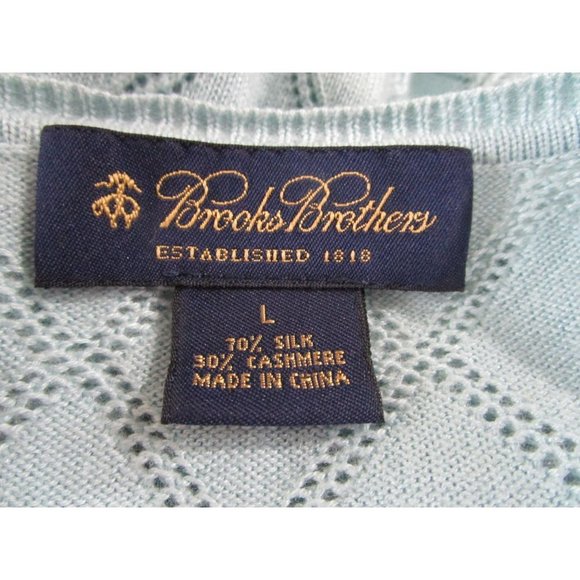 Brooks Brothers
ESTABLISHED 1818
L
70% SILK
30% CASHMERE
MADE IN CHINA